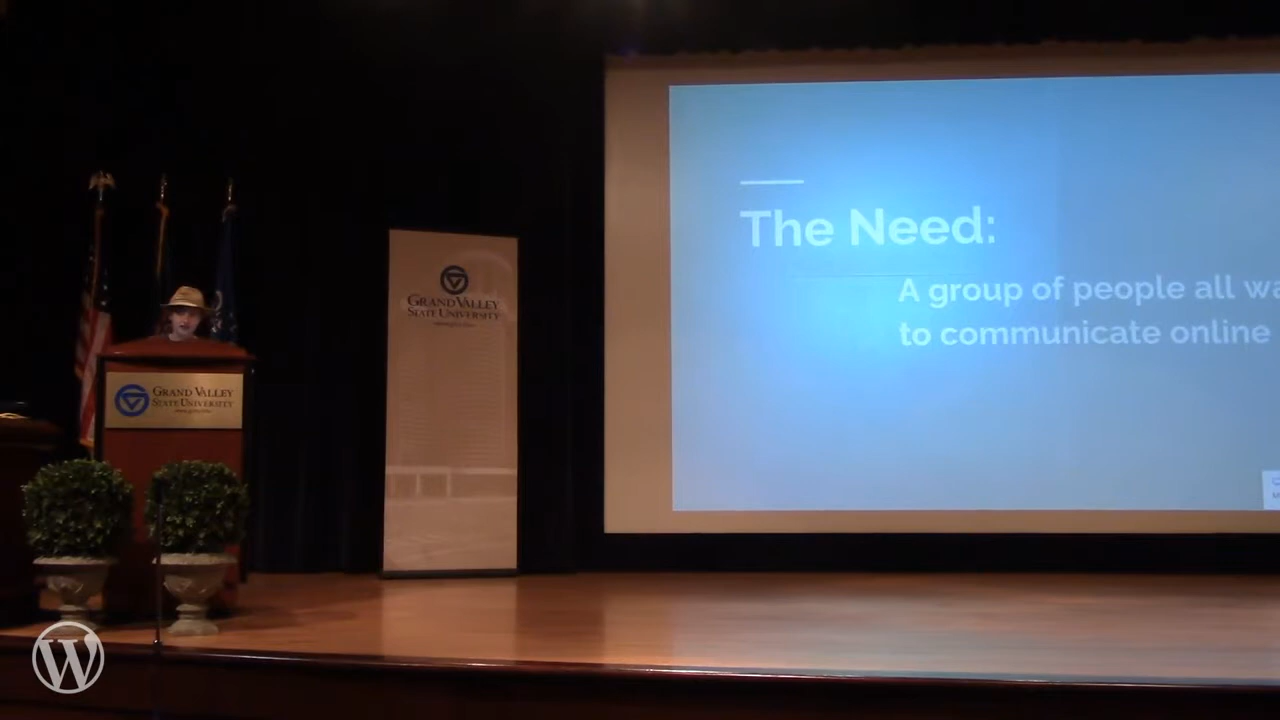 The Need:
A group of people all wa
to communicate online
GRAND VALLEY
STATE UNIVERSITY
GRAND VALLEY
STATE UNIVERSITY